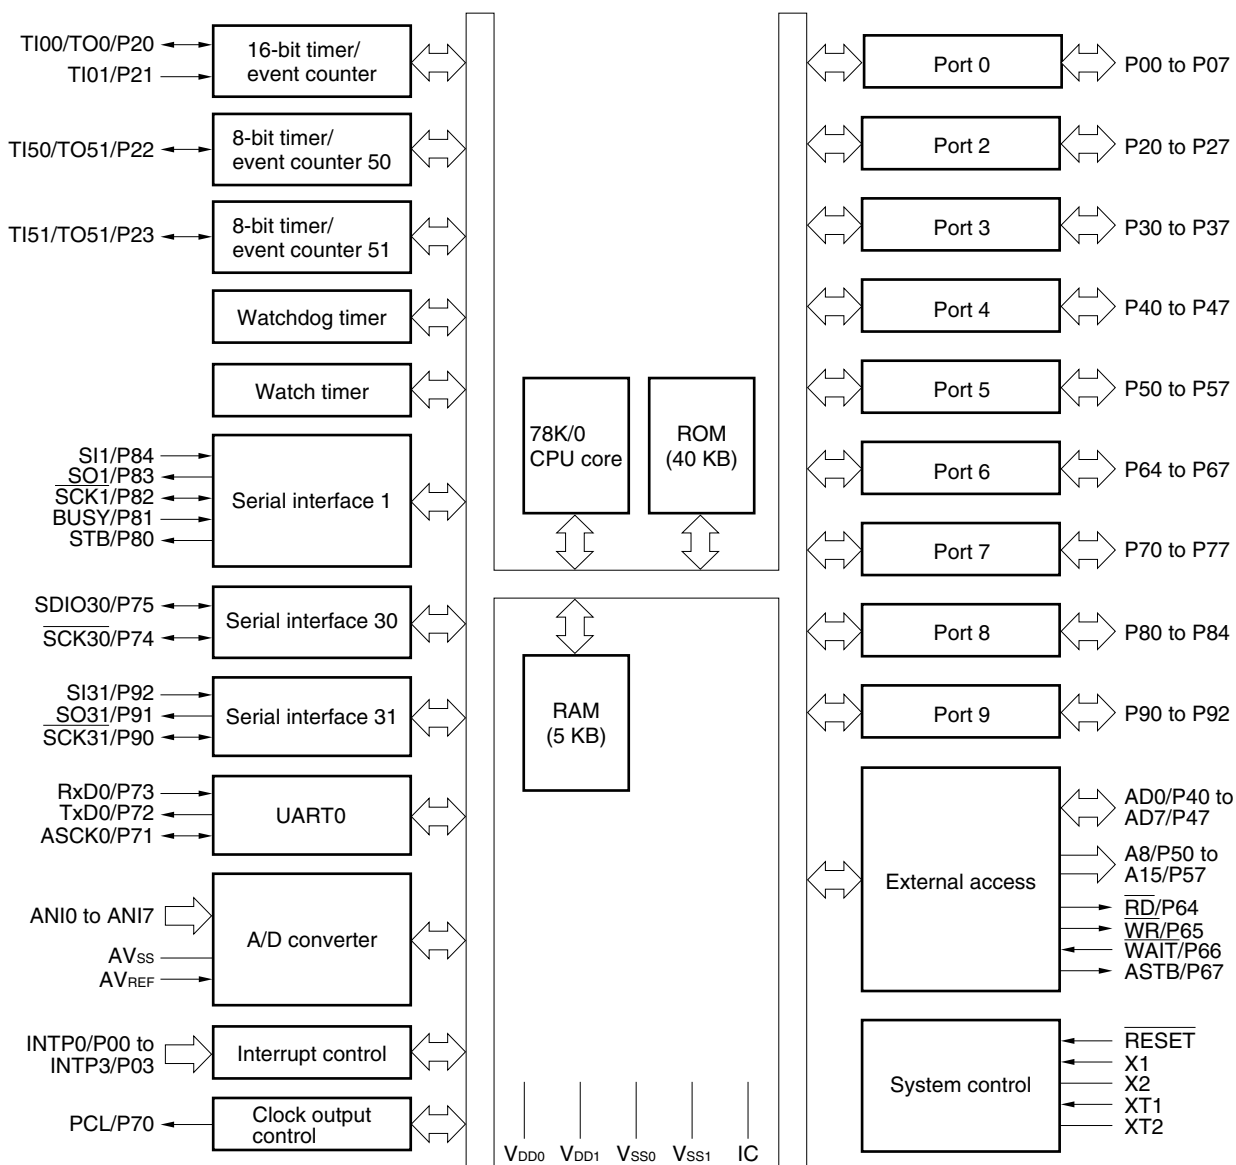 TI00/TO0/P20
TI01/P21
16-bit timer/
event counter
TI50/TO51/P22
8-bit timer/
event counter 50
TI51/TO51/P23
8-bit timer/
event counter 51
Watchdog timer
Watch timer
SI1/P84
SO1/P83
SCK1/P82
BUSY/P81
STB/P80
Serial interface 1
SDIO30/P75
SCK30/P74
Serial interface 30
SI31/P92
SO31/P91
SCK31/P90
Serial interface 31
RxD0/P73
TxD0/P72
ASCK0/P71
UART0
ANI0 to ANI7
AVSS
AVREF
A/D converter
INTP0/P00 to
INTP3/P03
Interrupt control
PCL/P70
Clock output
control
78K/0
CPU core
ROM
(40 KB)
RAM
(5 KB)
VDD0 VDD1 VSS0 VSS1 IC
Port 0
P00 to P07
Port 2
P20 to P27
Port 3
P30 to P37
Port 4
P40 to P47
Port 5
P50 to P57
Port 6
P64 to P67
Port 7
P70 to P77
Port 8
P80 to P84
Port 9
P90 to P92
External access
AD0/P40 to
AD7/P47
A8/P50 to
A15/P57
RD/P64
WR/P65
WAIT/P66
ASTB/P67
System control
RESET
X1
X2
XT1
XT2